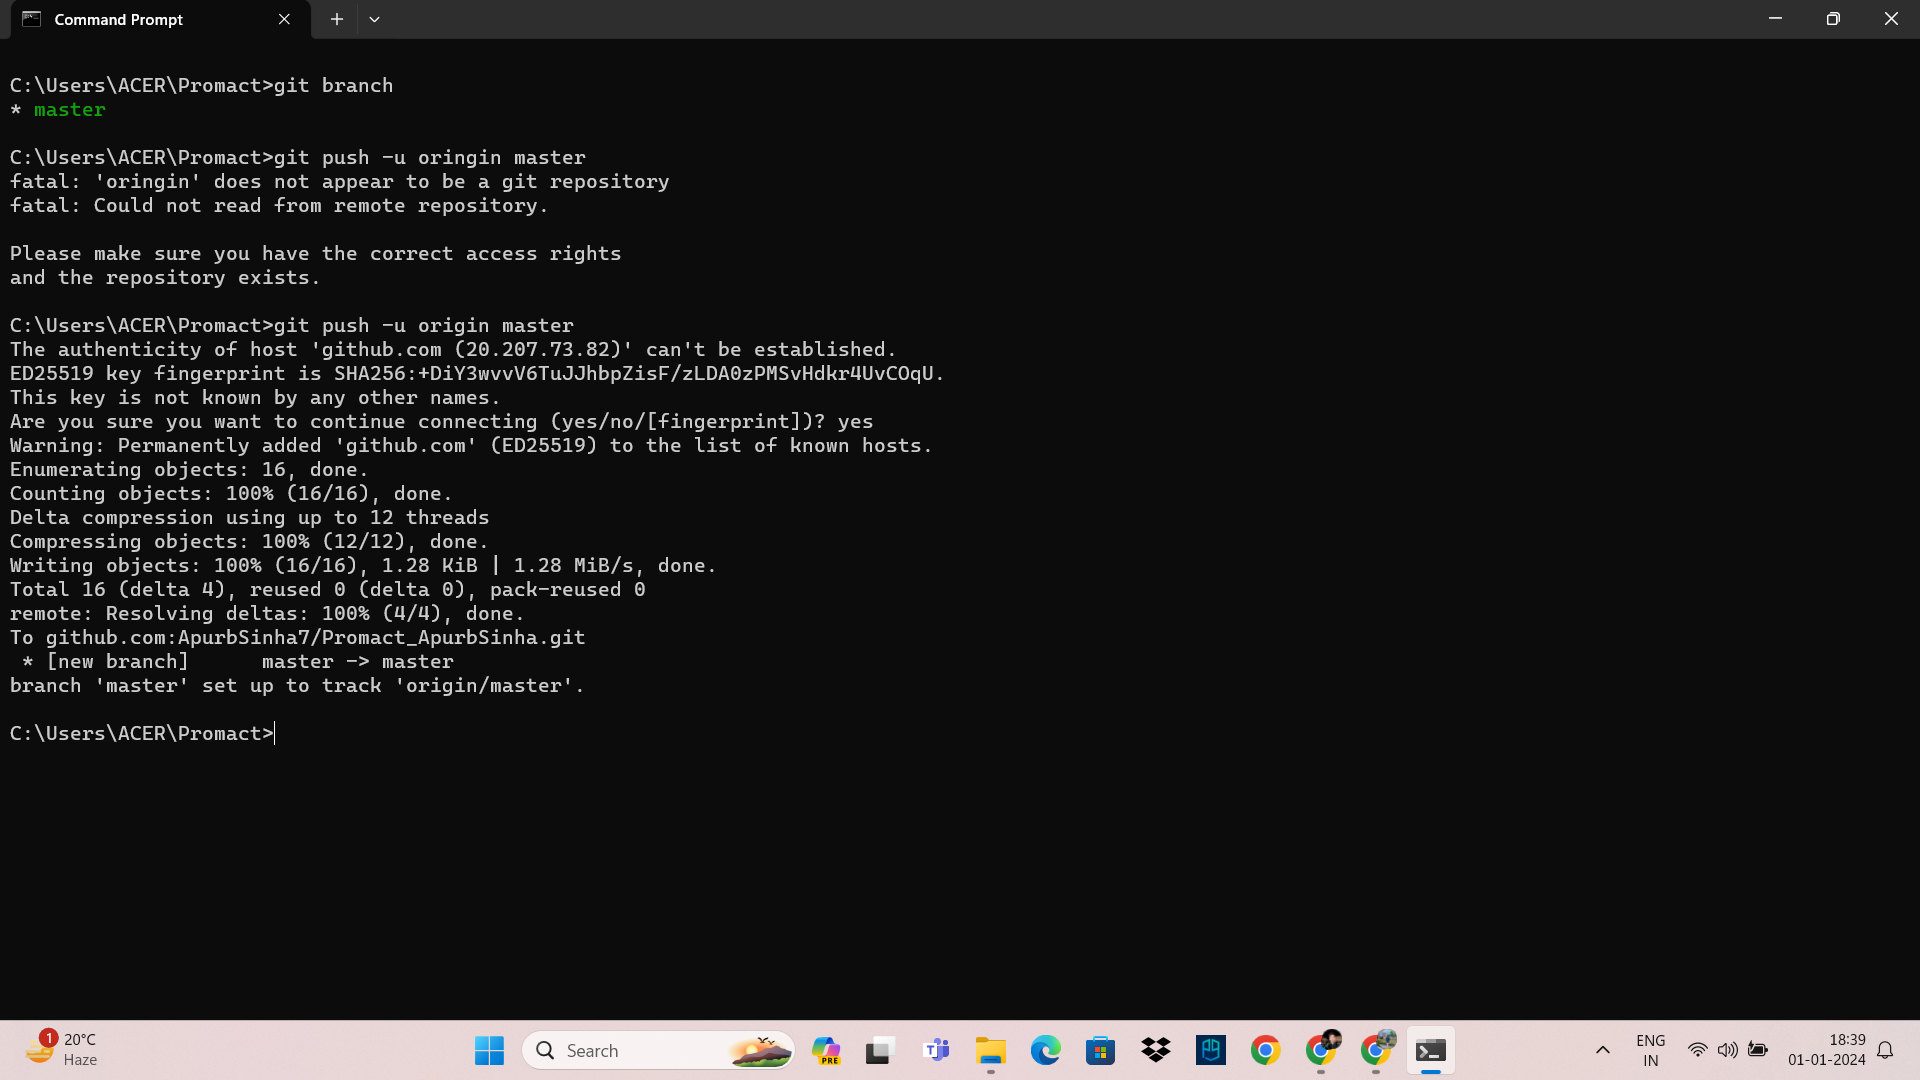 Command Prompt
C:\Users\ACER\Promact>git branch
* master
C:\Users\ACER\Promact>git push -u oringin master
fatal: 'oringin' does not appear to be a git repository
fatal: Could not read from remote repository.
Please make sure you have the correct access rights
and the repository exists.
C:\Users\ACER\Promact>git push -u origin master
The authenticity of host 'github.com (20.207.73.82)' can't be established.
ED25519 key fingerprint is SHA256:+DiY3wvvV6TuJJhbpZisF/zLDA0zPMSvHdkr4UvCOqU.
This key is not known by any other names.
Are you sure you want to continue connecting (yes/no/[fingerprint])? yes
Warning: Permanently added 'github.com' (ED25519) to the list of known hosts.
Enumerating objects: 16, done.
Counting objects: 100% (16/16), done.
Delta compression using up to 12 threads
Compressing objects: 100% (12/12), done.
Writing objects: 100% (16/16), 1.28 KiB | 1.28 MiB/s, done.
Total 16 (delta 4), reused 0 (delta 0), pack-reused 0
remote: Resolving deltas: 100% (4/4), done.
To github.com:ApurbSinha7/Promact_ApurbSinha.git
 * [new branch]      master -> master
branch 'master' set up to track 'origin/master'.
C:\Users\ACER\Promact>
1
20°C
Haze
Search
PRE
ENG
IN
18:39
01-01-2024